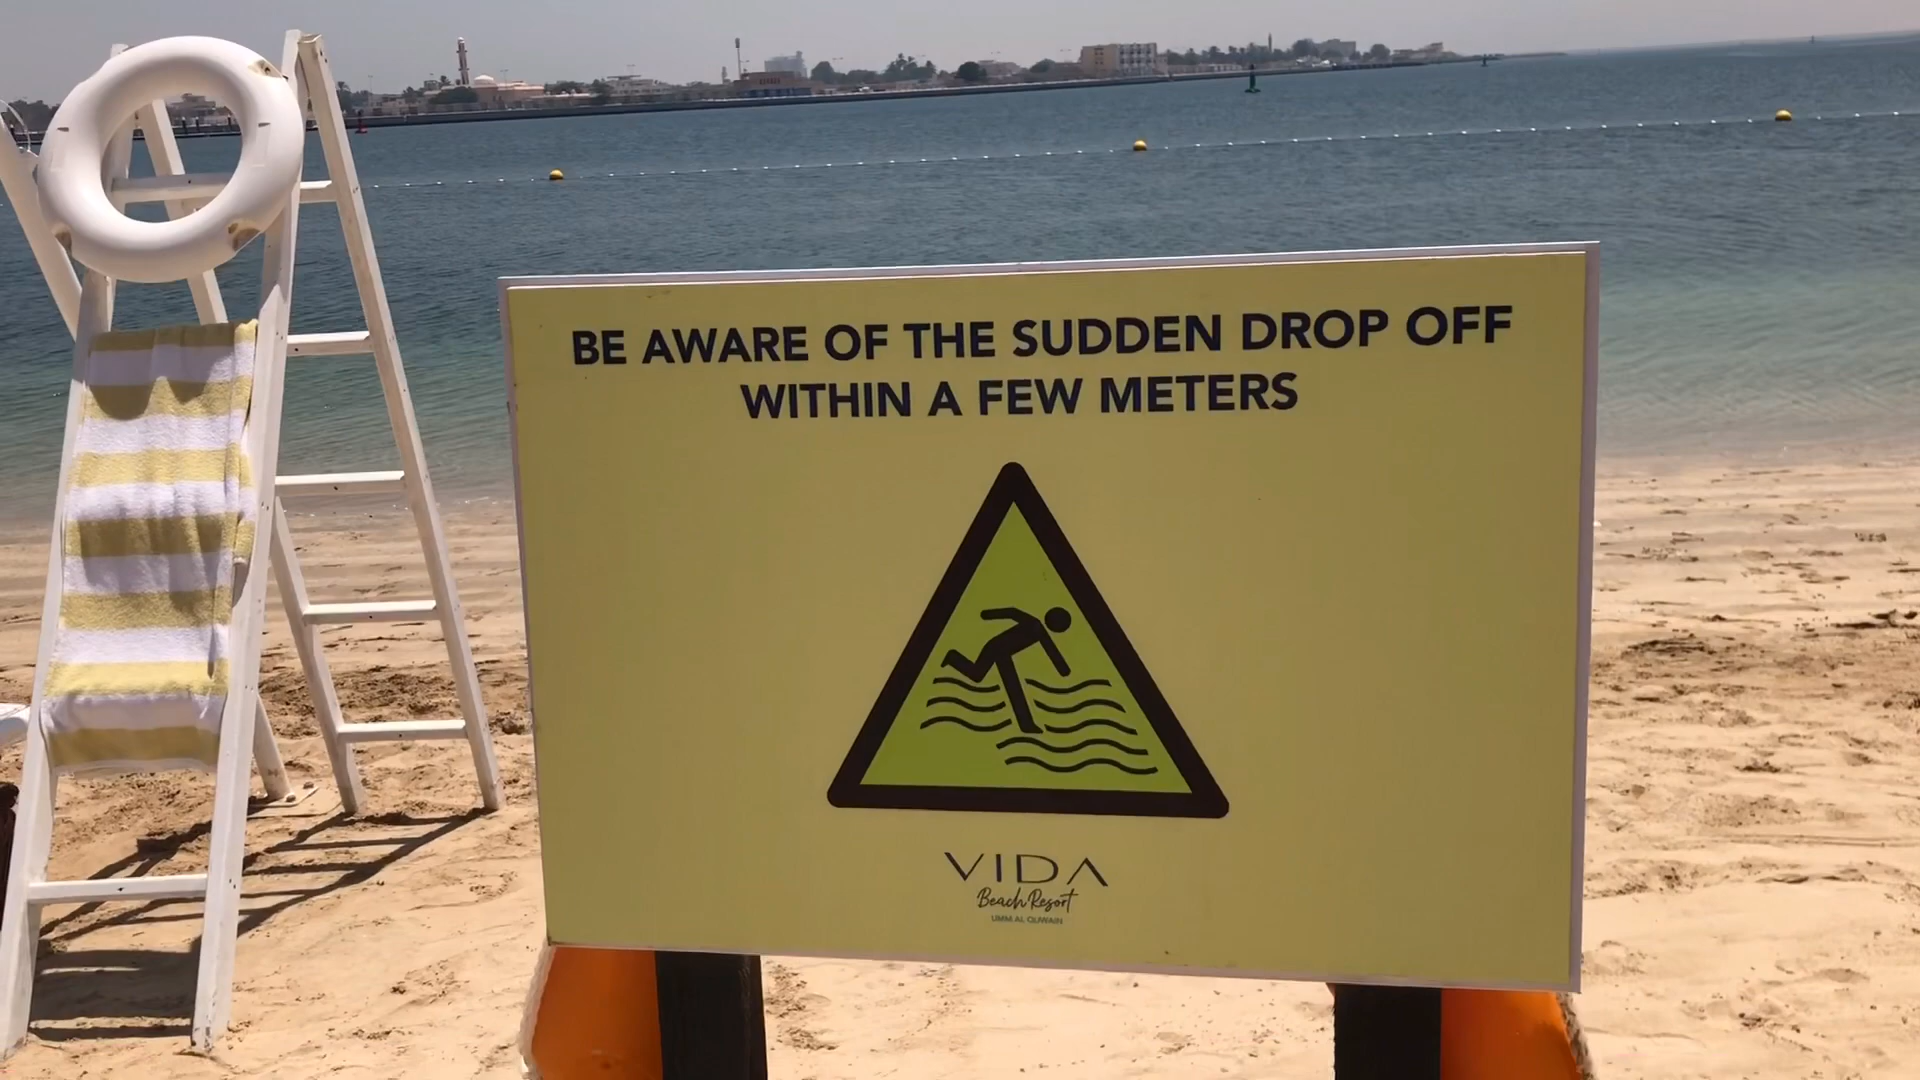 BE AWARE OF THE SUDDEN DROP OFF
WITHIN A FEW METERS
VIDA
Beach Resort
UMM AL QUWAIN